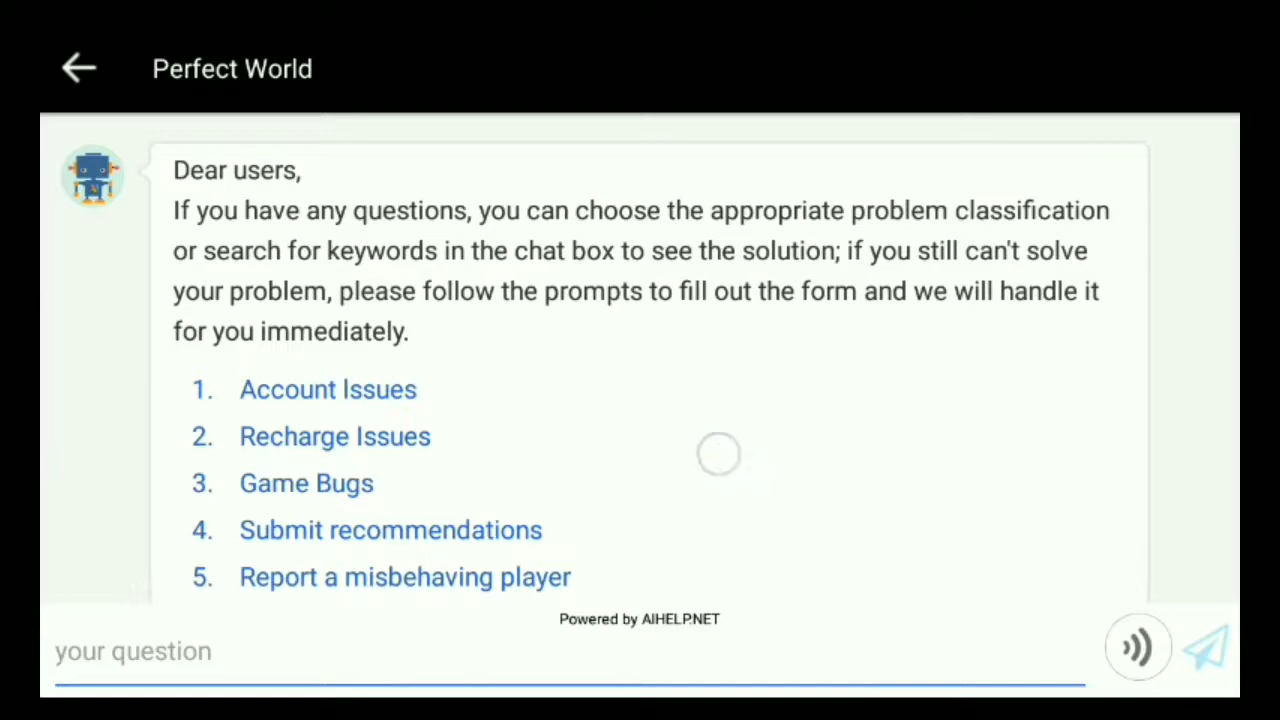 Perfect World
Dear users,
If you have any questions, you can choose the appropriate problem classification
or search for keywords in the chat box to see the solution; if you still can't solve
your problem, please follow the prompts to fill out the form and we will handle it
for you immediately.
1. Account Issues
2. Recharge Issues
3. Game Bugs
4. Submit recommendations
5. Report a misbehaving player
Powered by AIHELP.NET
your question